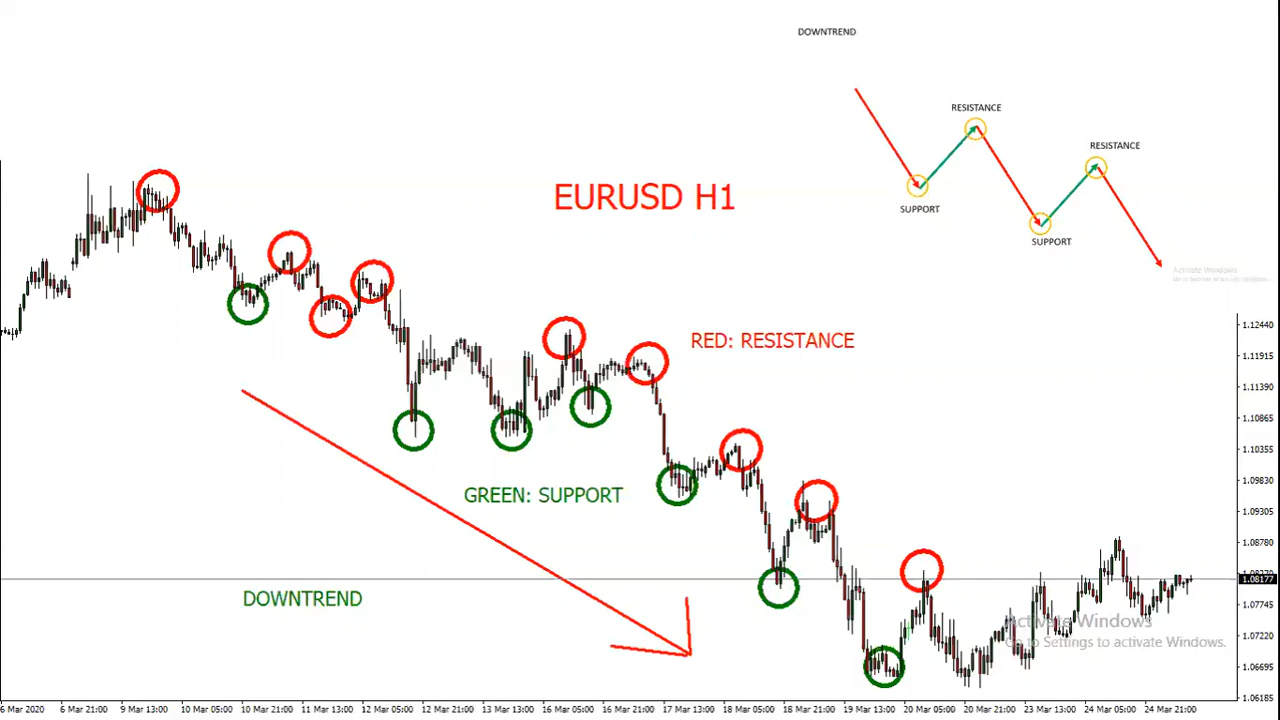 DOWNTREND
RESISTANCE
RESISTANCE
SUPPORT
SUPPORT
EURUSD H1
Activate Windows
1.12440
RED: RESISTANCE
1.11915
1.11390
1.10865
1.10355
1.09830
GREEN: SUPPORT
1.09305
1.08780
1.08177
DOWNTREND
1.07745
Activate Windows
1.07220
Go to Settings to activate Windows.
1.06695
1.06185
6 Mar 2020 6 Mar 21:00 9 Mar 13:00 10 Mar 05:00 10 Mar 21:00 11 Mar 13:00 12 Mar 05:00 12 Mar 21:00 13 Mar 13:00 16 Mar 05:00 16 Mar 21:00 17 Mar 13:00 18 Mar 05:00 18 Mar 21:00 19 Mar 13:00 20 Mar 05:00 20 Mar 21:00 23 Mar 13:00 24 Mar 05:00 24 Mar 21:00